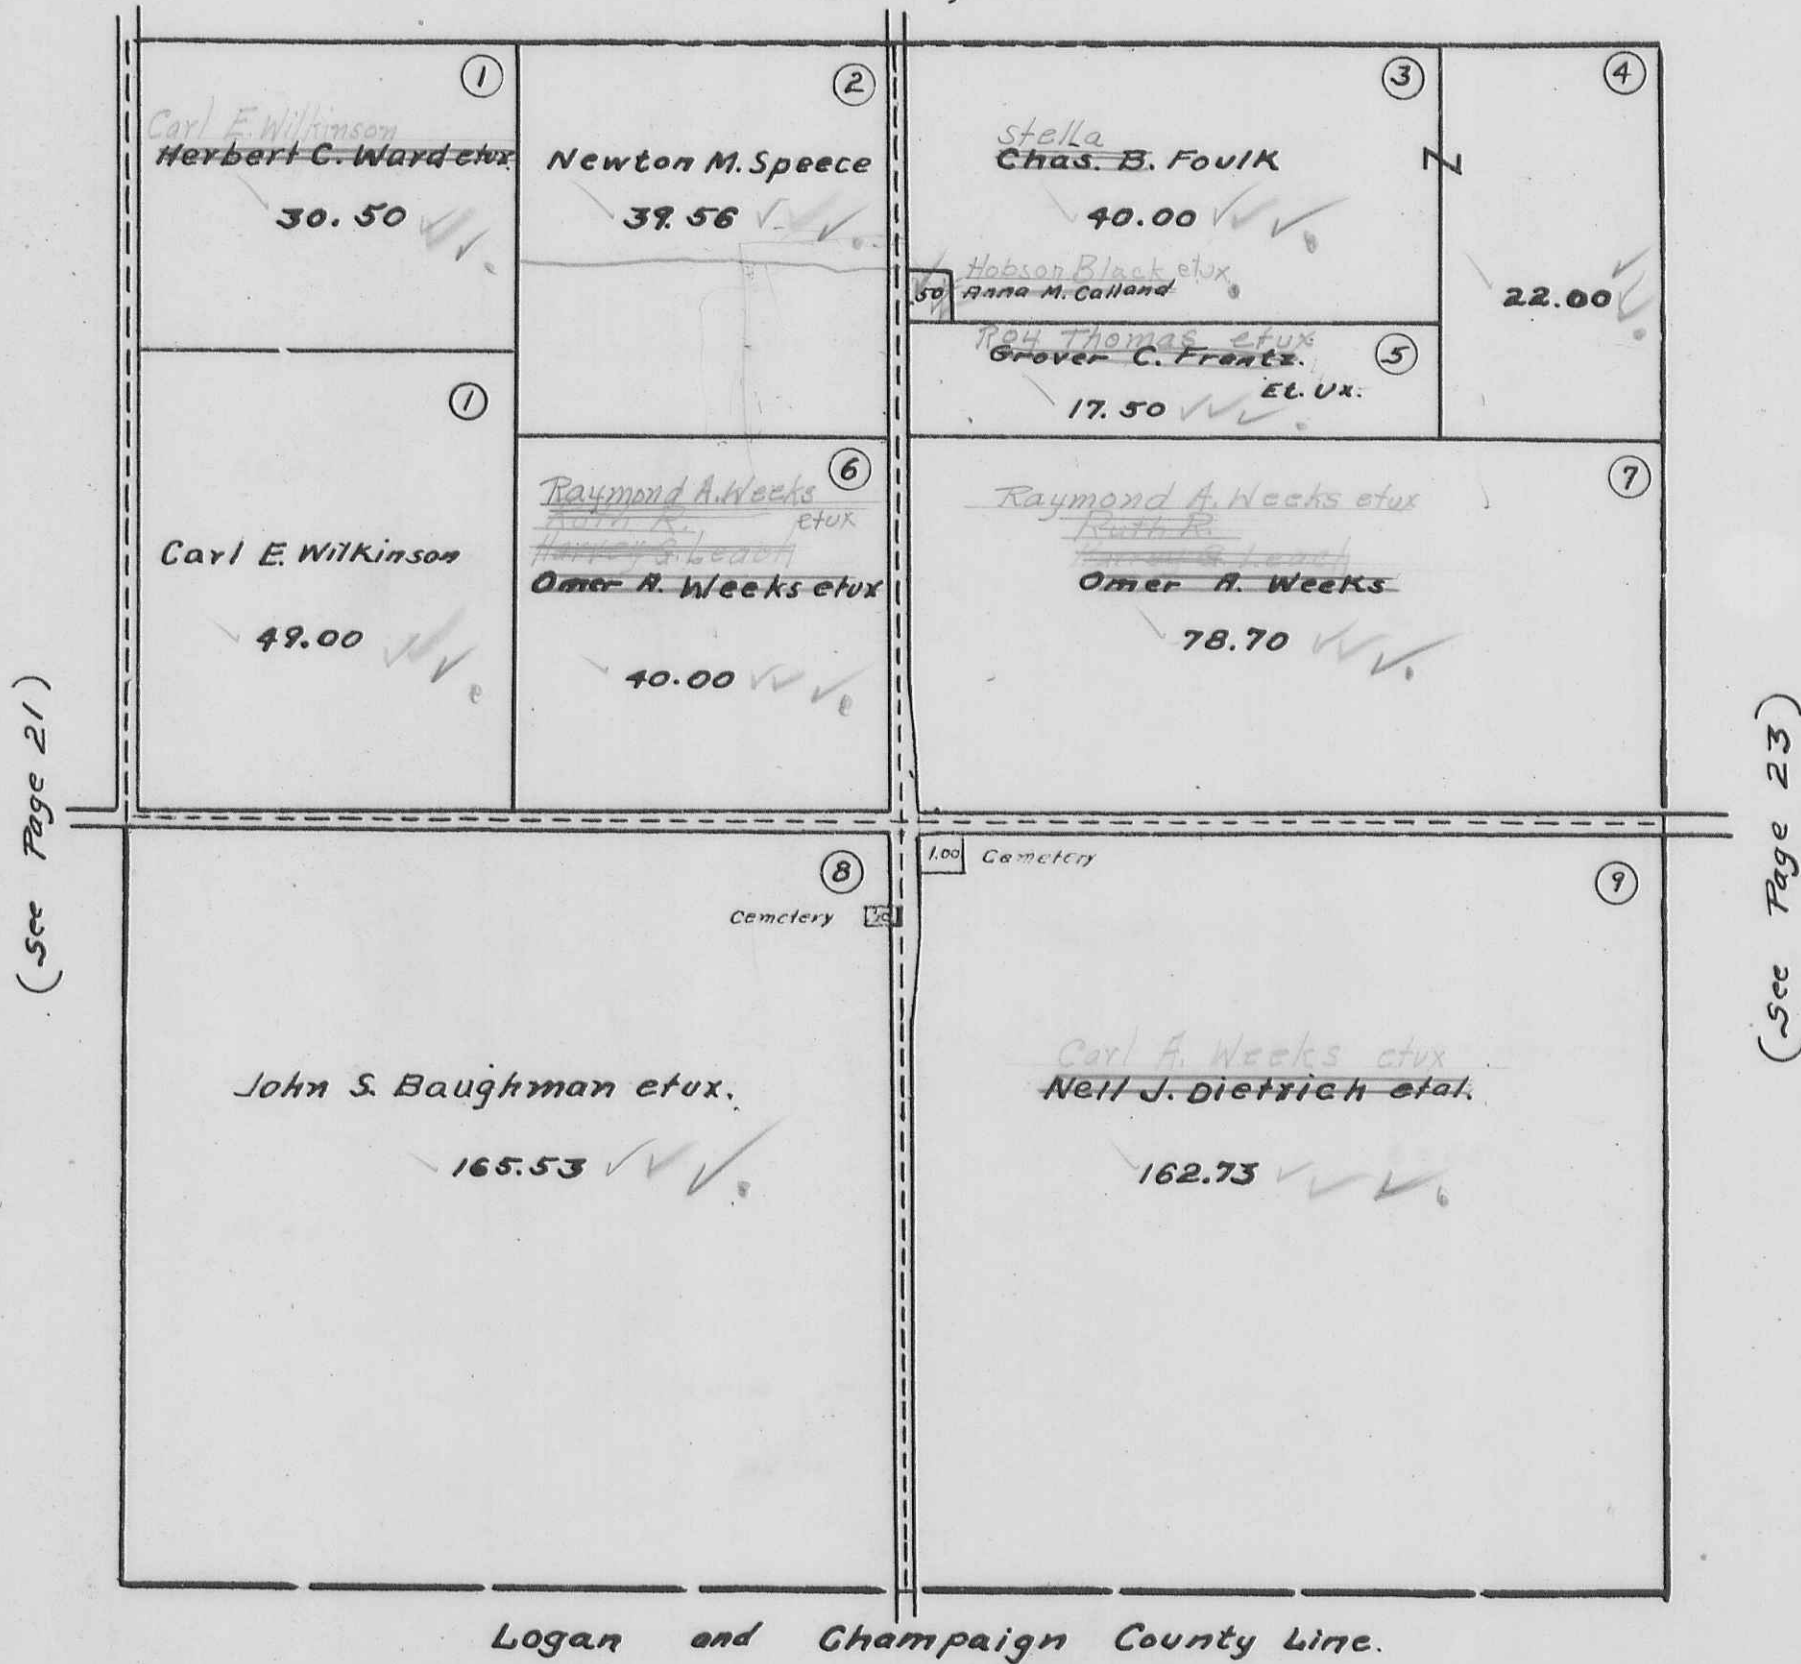 ①
Carl E. Wilkinson
Herbert C. Ward etux.
30.50
②
Newton M. Speece
39.56
③
Stella
Chas. B. Foulk
40.00
Hobson Black etux.
.50 Anna M. Calland
Z
④
22.00
Roy Thomas etux
Grover C. Frantz.
Et. Ux.
⑤
17.50
①
Carl E. Wilkinson
49.00
⑥
Raymond A. Weeks
etux
Ruth R.
Harvey G. Leach
Omer A. Weeks etux
40.00
⑦
Raymond A. Weeks etux
Ruth R.
Leach
Omer A. Weeks
78.70
(See Page 21)
(See Page 23)
⑧
Cemetery
John S. Baughman etux.
165.53
1.00 Cemetery
⑨
Carl A. Weeks etux
Nell J. Dietrich etal.
162.73
Logan and Champaign County Line.